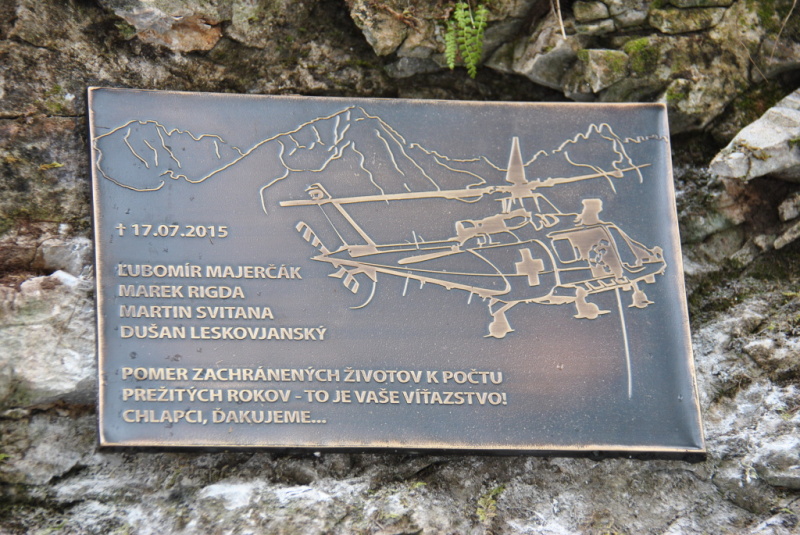 † 17.07.2015
ĽUBOMÍR MAJERČÁK
MAREK RIGDA
MARTIN SVITANA
DUŠAN LESKOVJANSKÝ
POMER ZACHRÁNENÝCH ŽIVOTOV K POČTU
PREŽITÝCH ROKOV - TO JE VAŠE VÍŤAZSTVO!
CHLAPCI, ĎAKUJEME...